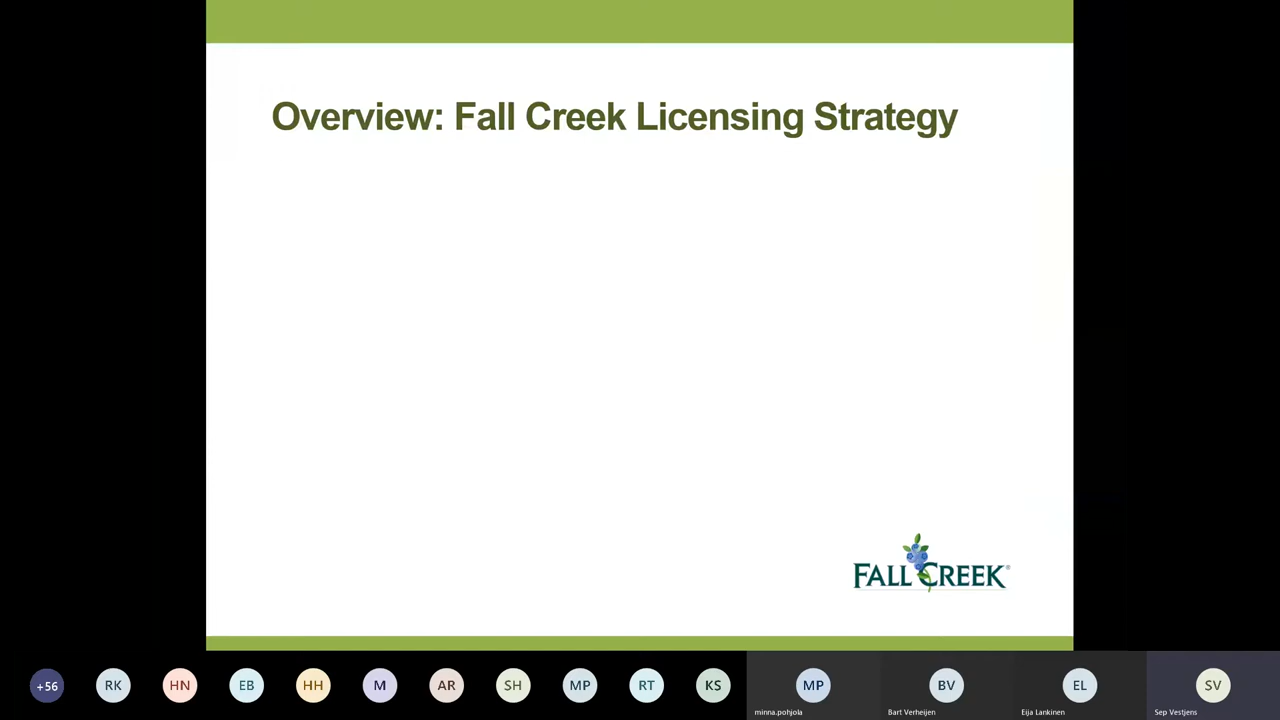 Overview: Fall Creek Licensing Strategy
FALL CREEK®
+56 RK HN EB HH M AR SH MP RT KS MP BV EL SV
minna.pohjola Bart Verheijen Eija Lankinen Sep Vestjens